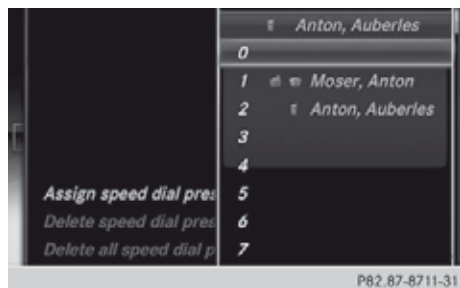 Anton, Auberles
0
1 Moser, Anton
2 Anton, Auberles
3
4
Assign speed dial pres 5
Delete speed dial pres 6
Delete all speed dial p 7
P82.87-8711-31